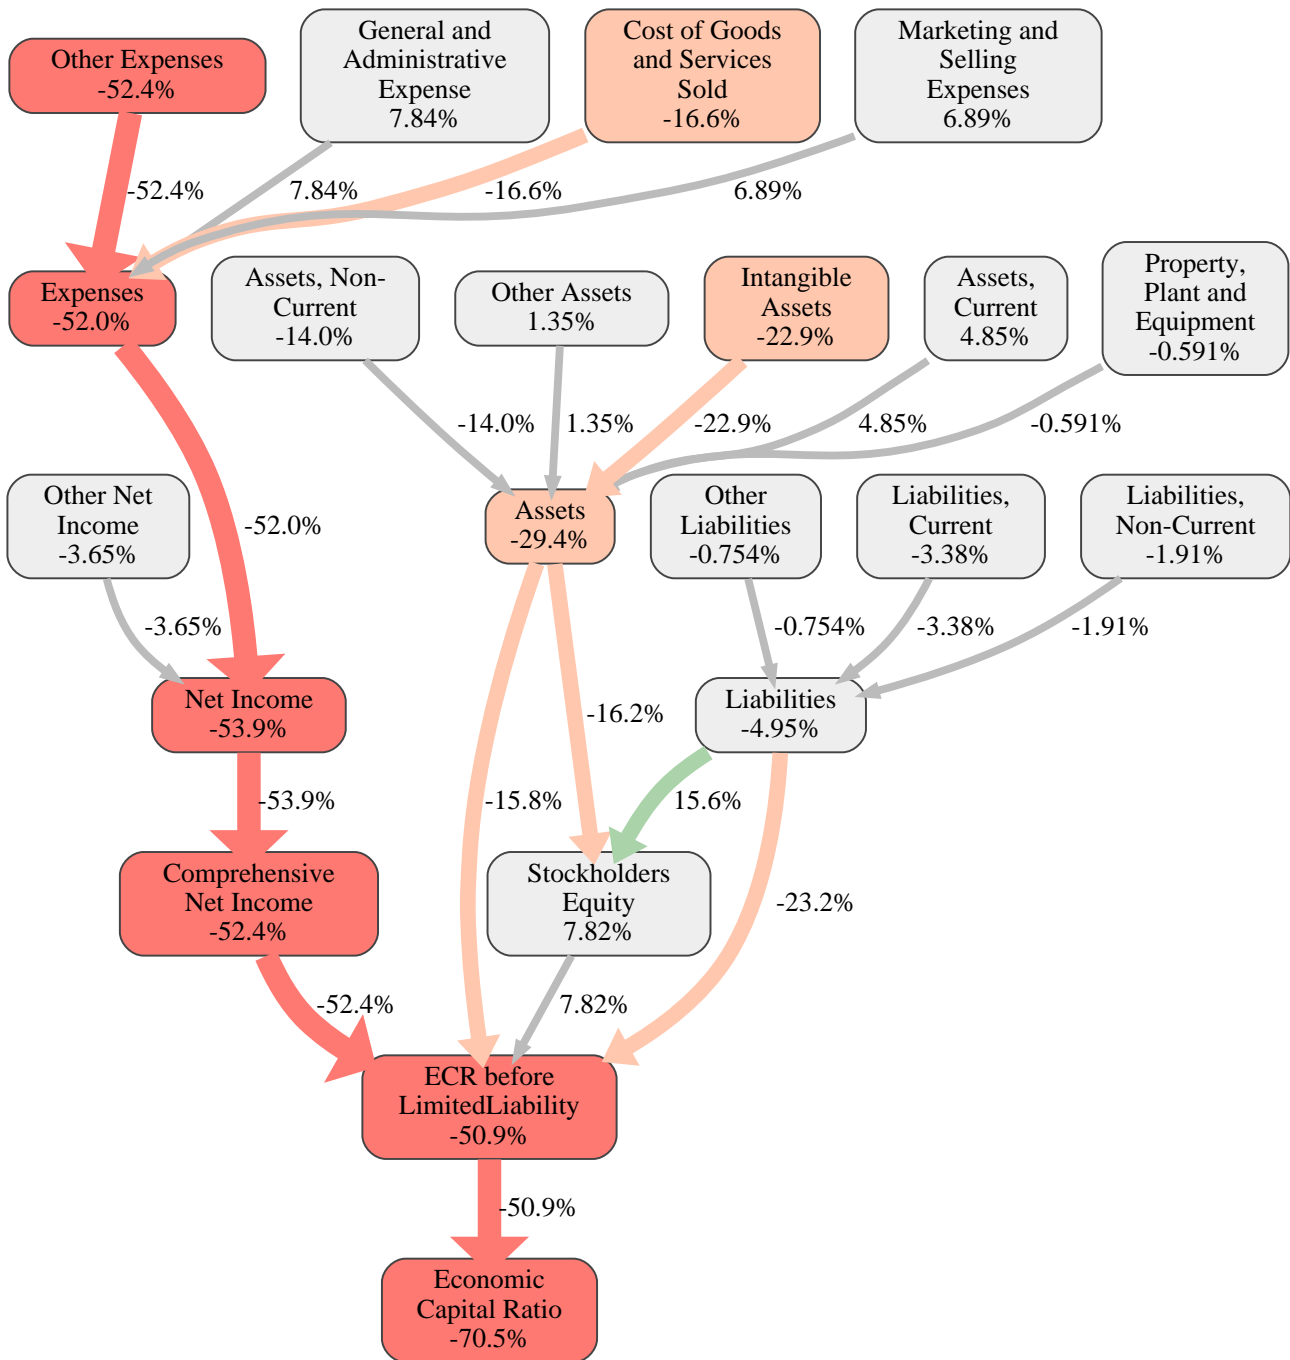 Other Expenses
-52.4%
General and
Administrative
Expense
7.84%
Cost of Goods
and Services
Sold
-16.6%
Marketing and
Selling
Expenses
6.89%
-52.4%
7.84%
-16.6%
6.89%
Expenses
-52.0%
Assets, Non-
Current
-14.0%
Other Assets
1.35%
Intangible
Assets
-22.9%
Assets,
Current
4.85%
Property,
Plant and
Equipment
-0.591%
-14.0%
1.35%
-22.9%
4.85%
-0.591%
Other Net
Income
-3.65%
-52.0%
Assets
-29.4%
Other
Liabilities
-0.754%
Liabilities,
Current
-3.38%
Liabilities,
Non-Current
-1.91%
-3.65%
-0.754%
-3.38%
-1.91%
Net Income
-53.9%
-16.2%
Liabilities
-4.95%
-53.9%
-15.8%
15.6%
Comprehensive
Net Income
-52.4%
Stockholders
Equity
7.82%
-23.2%
-52.4%
7.82%
ECR before
LimitedLiability
-50.9%
-50.9%
Economic
Capital Ratio
-70.5%